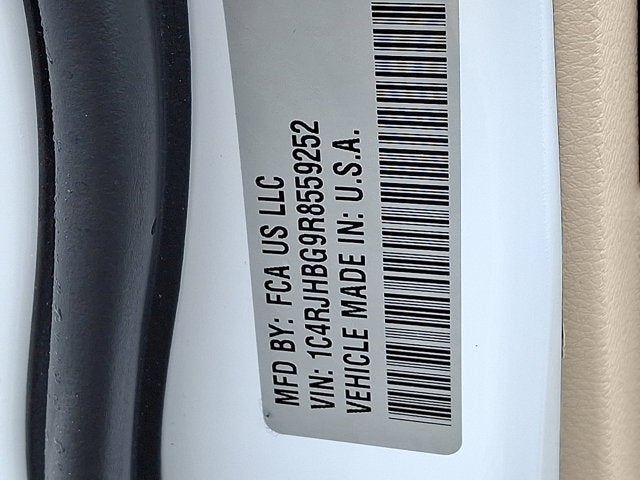 MFD BY: FCA US LLC
VIN: 1C4RJHBG9R8559252
VEHICLE MADE IN: U.S.A.